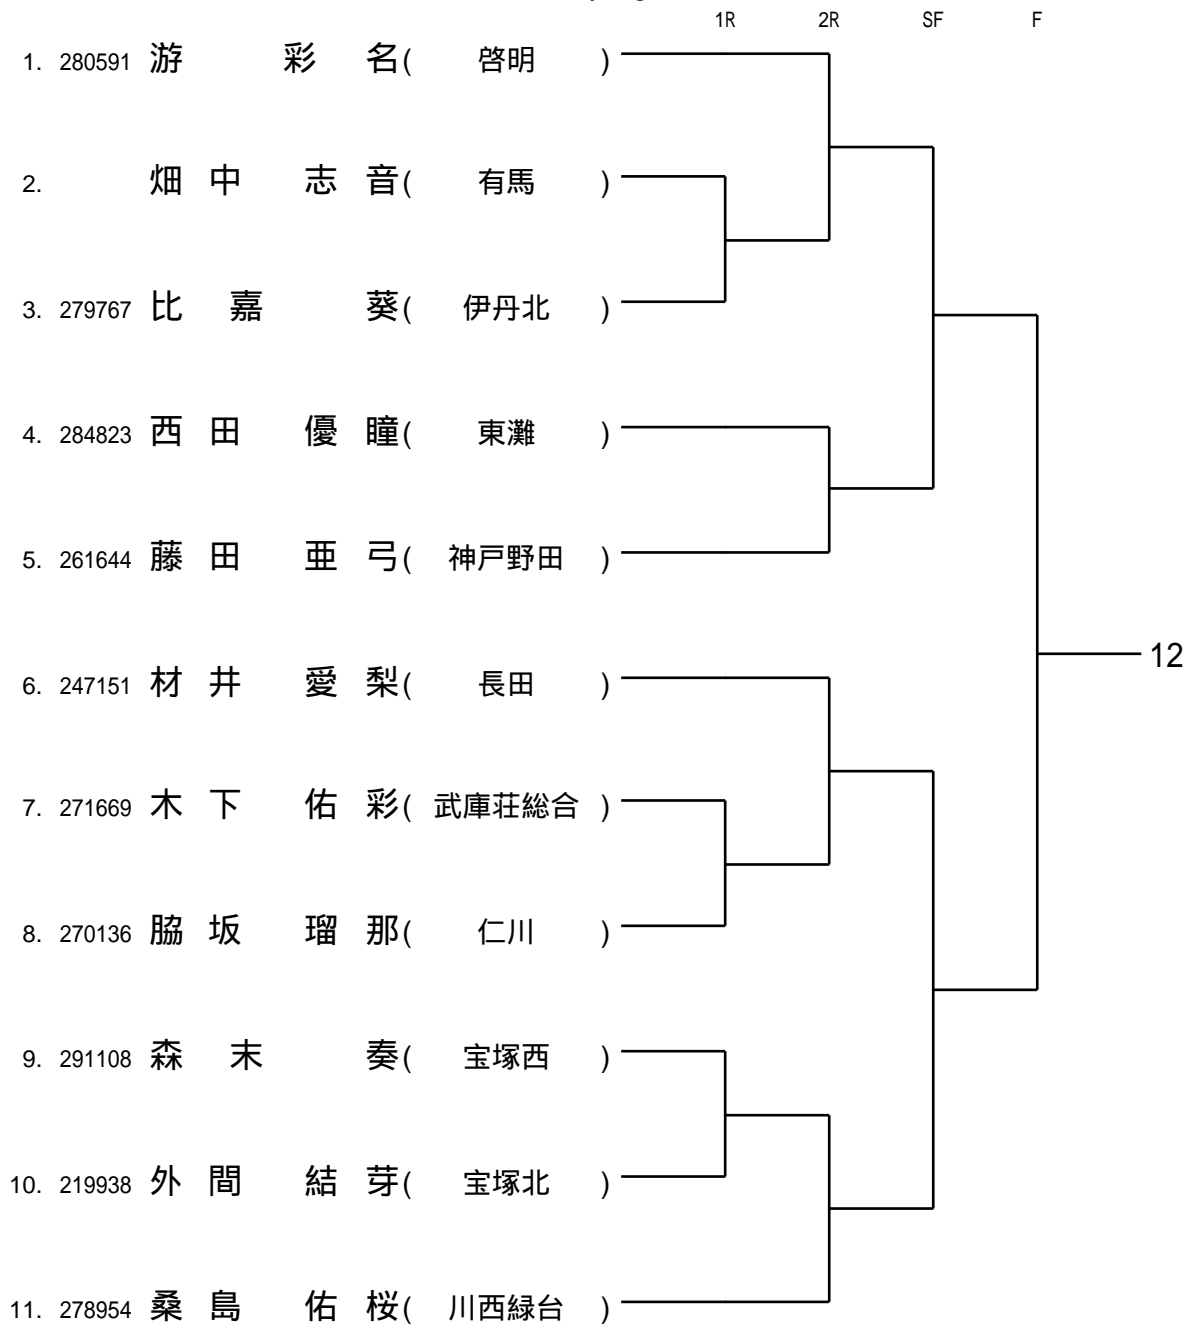 1R 2R SF F
1. 280591 游 彩 名( 啓明 )
2. 畑 中 志 音( 有馬 )
3. 279767 比 嘉 葵( 伊丹北 )
4. 284823 西 田 優 瞳( 東灘 )
5. 261644 藤 田 亜 弓( 神戸野田 )
12
6. 247151 材 井 愛 梨( 長田 )
7. 271669 木 下 佑 彩( 武庫荘総合 )
8. 270136 脇 坂 瑠 那( 仁川 )
9. 291108 森 末 奏( 宝塚西 )
10. 219938 外 間 結 芽( 宝塚北 )
11. 278954 桑 島 佑 桜( 川西緑台 )